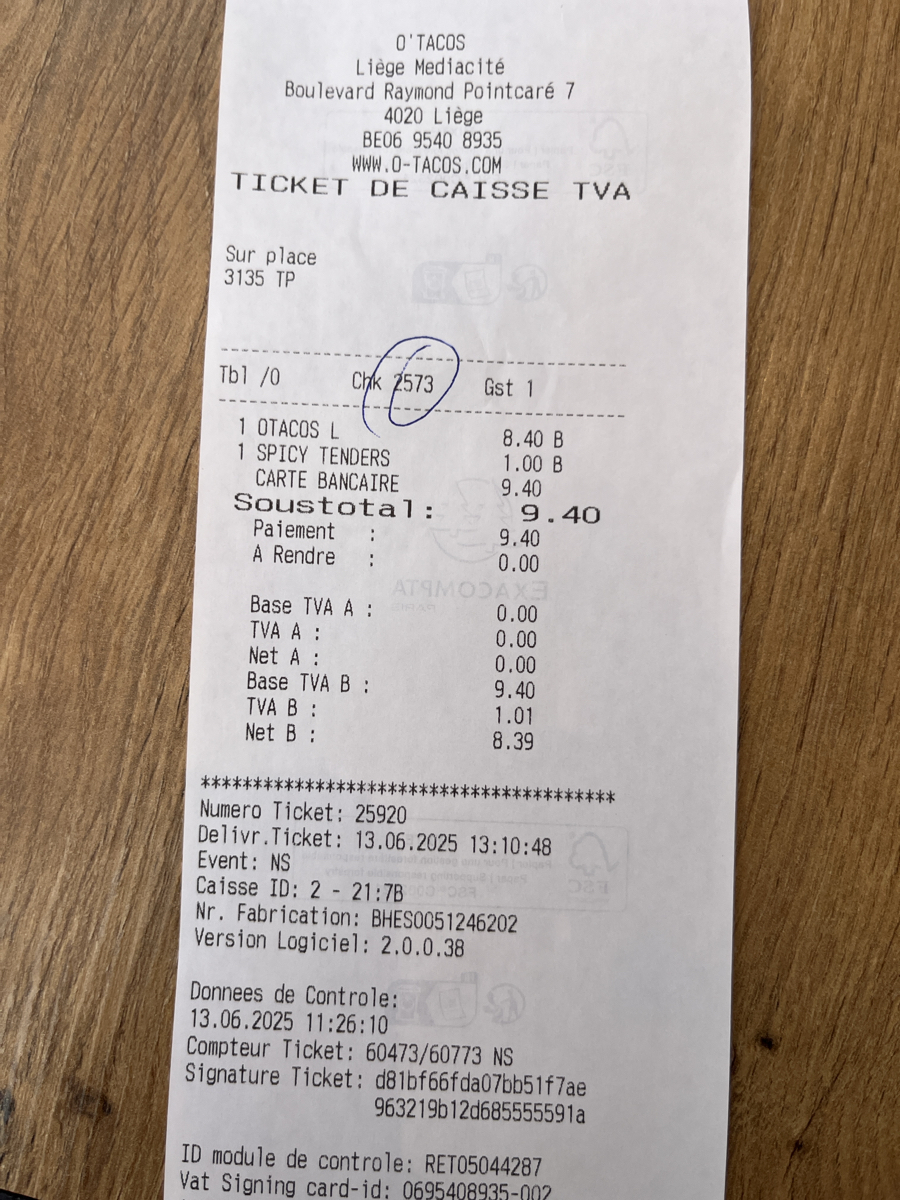 O'TACOS
Liège Mediacité
Boulevard Raymond Pointcaré 7
4020 Liège
BE06 9540 8935
WWW.O-TACOS.COM
TICKET DE CAISSE TVA
Sur place
3135 TP
Tbl /0 Chk 2573 Gst 1
1 OTACOS L 8.40 B
1 SPICY TENDERS 1.00 B
CARTE BANCAIRE 9.40
Soustotal: 9.40
Paiement : 9.40
A Rendre : 0.00
EXACOMPTA
PARIS
Base TVA A : 0.00
TVA A : 0.00
Net A : 0.00
Base TVA B : 9.40
TVA B : 1.01
Net B : 8.39
*****************************************
Numero Ticket: 25920
Delivr.Ticket: 13.06.2025 13:10:48
Event: NS
Caisse ID: 2 - 21:7B
Nr. Fabrication: BHES0051246202
Version Logiciel: 2.0.0.38
Donnees de Controle:
13.06.2025 11:26:10
Compteur Ticket: 60473/60773 NS
Signature Ticket: d81bf66fda07bb51f7ae
963219b12d685555591a
ID module de controle: RET05044287
Vat Signing card-id: 0695408935-002